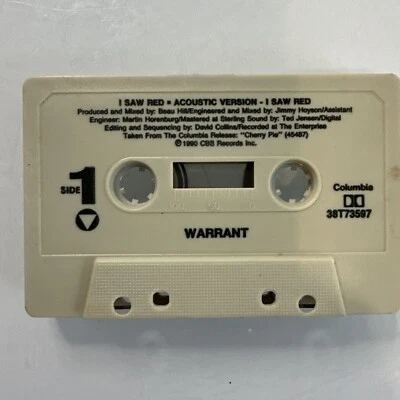 I SAW RED • ACOUSTIC VERSION - I SAW RED
Produced and Mixed by: Beau Hill/Engineered and Mixed by: Jimmy Hoyson/Assistant
Engineer: Martin Horenburg/Mastered at Sterling Sound by: Ted Jensen/Digital
Editing and Sequencing by: David Collins/Recorded at The Enterprise
Taken From The Columbia Release: "Cherry Pie" (45487)
℗ 1990 CBS Records Inc.
SIDE 1
Columbia
38T73597
WARRANT